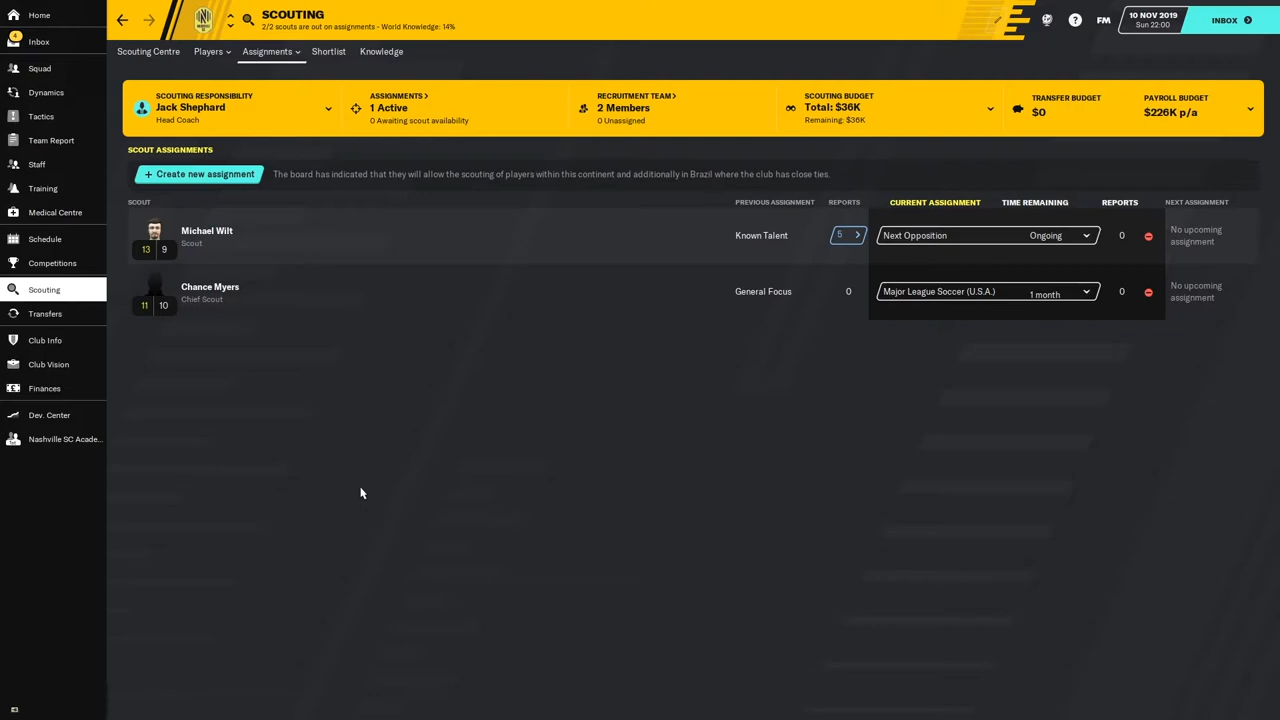 SCOUTING
2/2 scouts are out on assignments - World Knowledge: 14%
FM
10 NOV 2019
Sun 22:00
INBOX
4
Home
Inbox
Squad
Dynamics
Tactics
Team Report
Staff
Training
Medical Centre
Schedule
Competitions
Scouting
Transfers
Club Info
Club Vision
Finances
Dev. Center
Nashville SC Acade...
Scouting Centre
Players
Assignments
Shortlist
Knowledge
SCOUTING RESPONSIBILITY
Jack Shephard
Head Coach
ASSIGNMENTS >
1 Active
0 Awaiting scout availability
RECRUITMENT TEAM >
2 Members
0 Unassigned
SCOUTING BUDGET
Total: $36K
Remaining: $36K
TRANSFER BUDGET
$0
PAYROLL BUDGET
$226K p/a
SCOUT ASSIGNMENTS
+ Create new assignment
The board has indicated that they will allow the scouting of players within this continent and additionally in Brazil where the club has close ties.
SCOUT PREVIOUS ASSIGNMENT REPORTS CURRENT ASSIGNMENT TIME REMAINING REPORTS NEXT ASSIGNMENT
13 9
Michael Wilt
Scout
Known Talent
5 >
Next Opposition Ongoing
0
No upcoming
assignment
11 10
Chance Myers
Chief Scout
General Focus
0
Major League Soccer (U.S.A.) 1 month
0
No upcoming
assignment